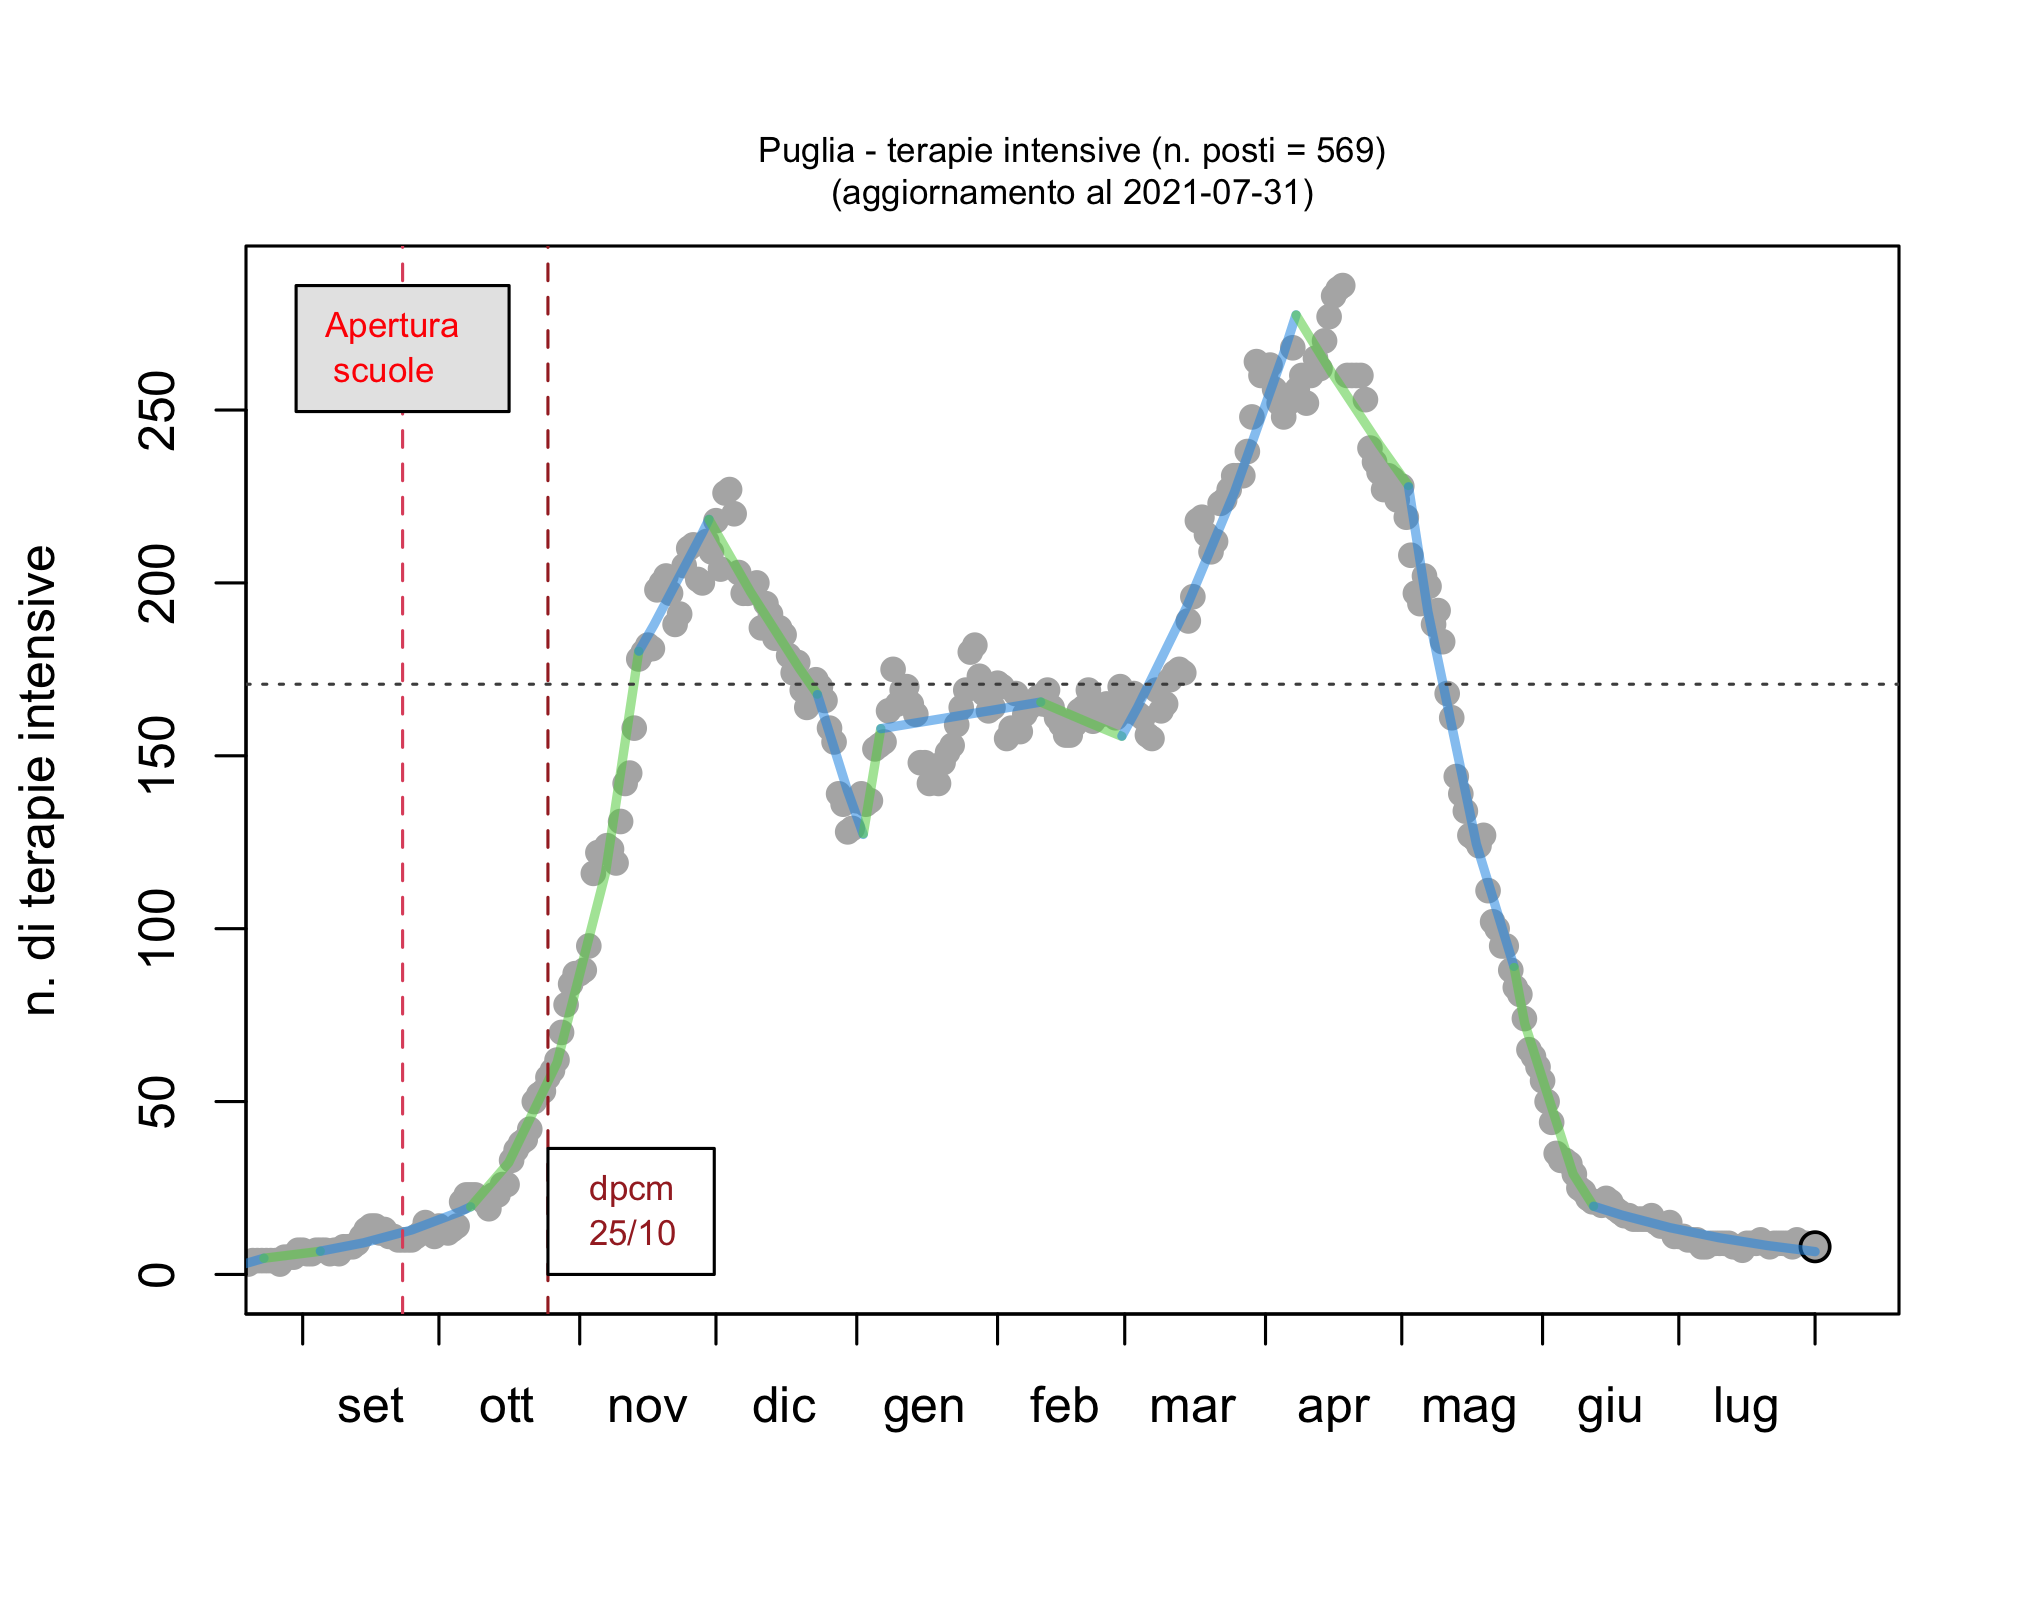 Puglia - terapie intensive (n. posti = 569)
(aggiornamento al 2021-07-31)
n. di terapie intensive
250
200
150
100
50
0
Apertura
scuole
dpcm
25/10
set ott nov dic gen feb mar apr mag giu lug